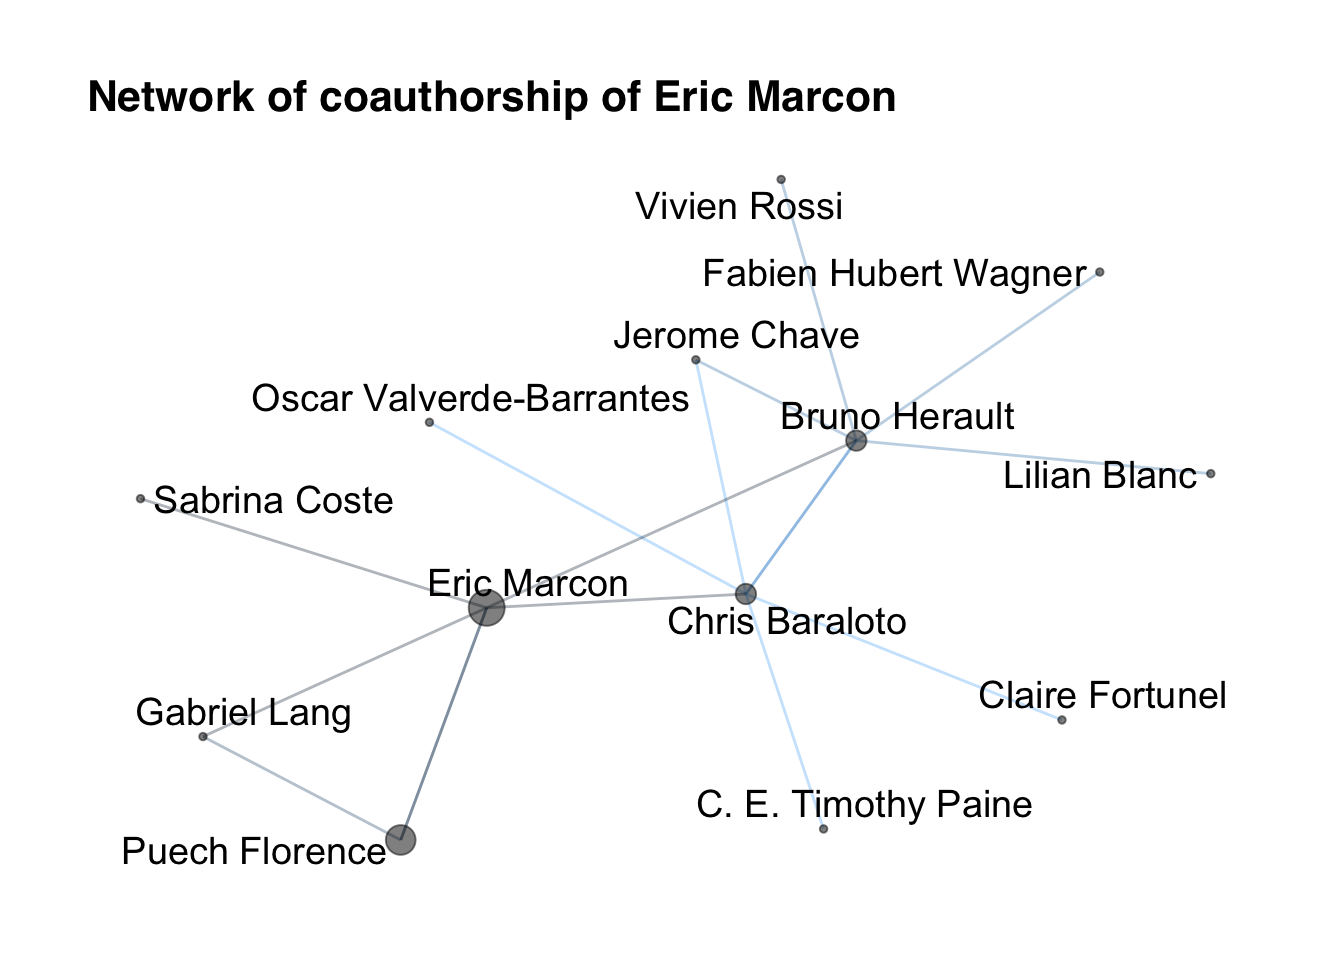 Network of coauthorship of Eric Marcon
Vivien Rossi
Fabien Hubert Wagner
Jerome Chave
Oscar Valverde-Barrantes
Bruno Herault
Lilian Blanc
Sabrina Coste
Eric Marcon
Chris Baraloto
Claire Fortunel
Gabriel Lang
C. E. Timothy Paine
Puech Florence